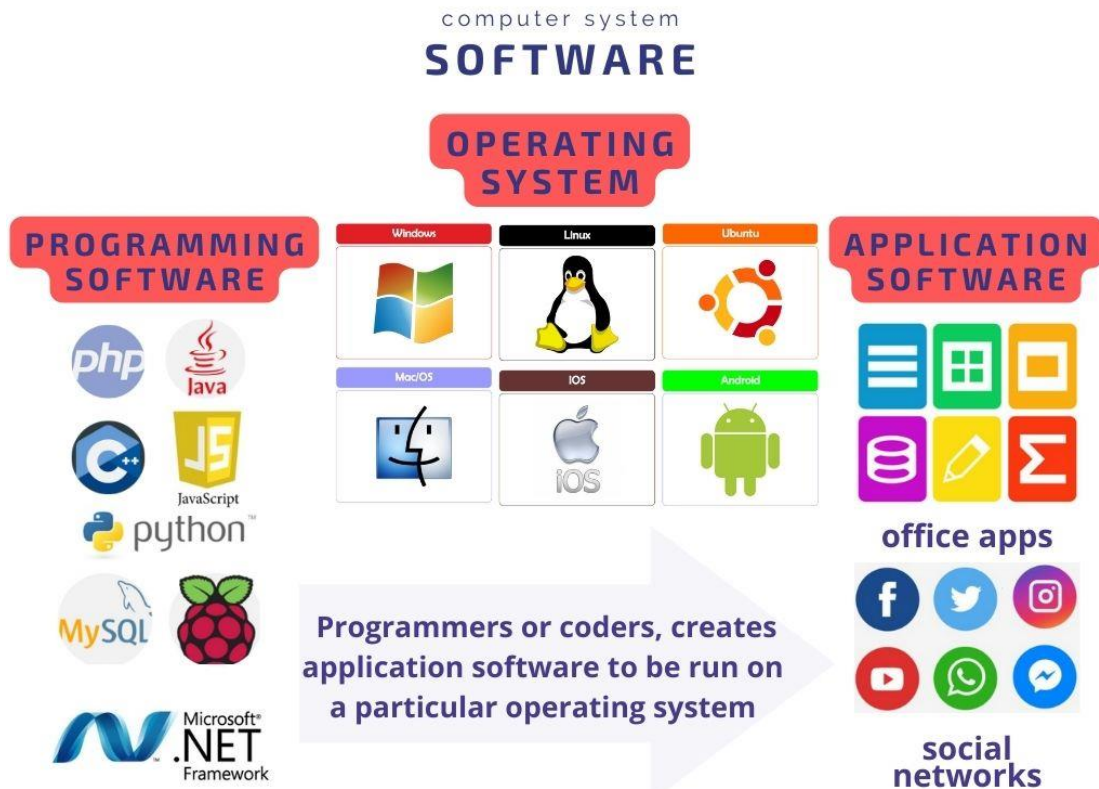 computer system
SOFTWARE
OPERATING
SYSTEM
PROGRAMMING
SOFTWARE
php
Java
C++
JS
JavaScript
python™
MySQL
Microsoft®
.NET
Framework
Windows
Linux
Ubuntu
Mac/OS
IOS
Android
iOS
Programmers or coders, creates
application software to be run on
a particular operating system
APPLICATION
SOFTWARE
office apps
social
networks